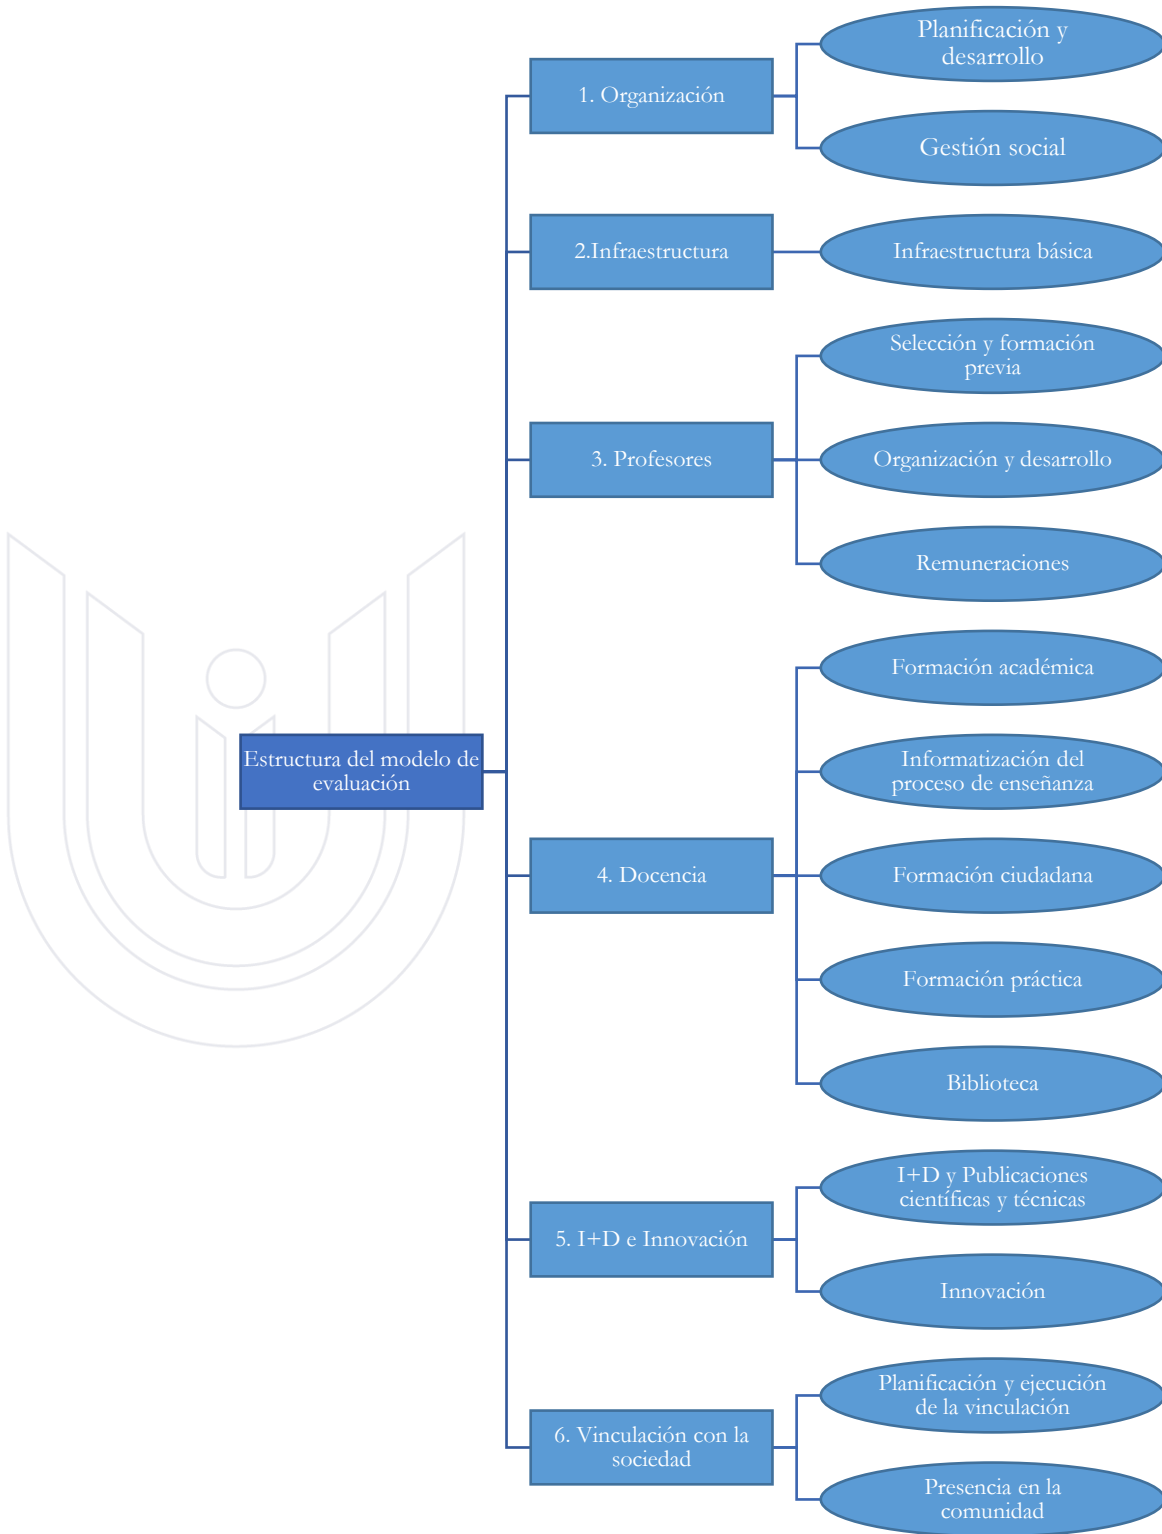 Estructura del modelo de
evaluación
1. Organización
Planificación y
desarrollo
Gestión social
2.Infraestructura
Infraestructura básica
3. Profesores
Selección y formación
previa
Organización y desarrollo
Remuneraciones
4. Docencia
Formación académica
Informatización del
proceso de enseñanza
Formación ciudadana
Formación práctica
Biblioteca
5. I+D e Innovación
I+D y Publicaciones
científicas y técnicas
Innovación
6. Vinculación con la
sociedad
Planificación y ejecución
de la vinculación
Presencia en la
comunidad